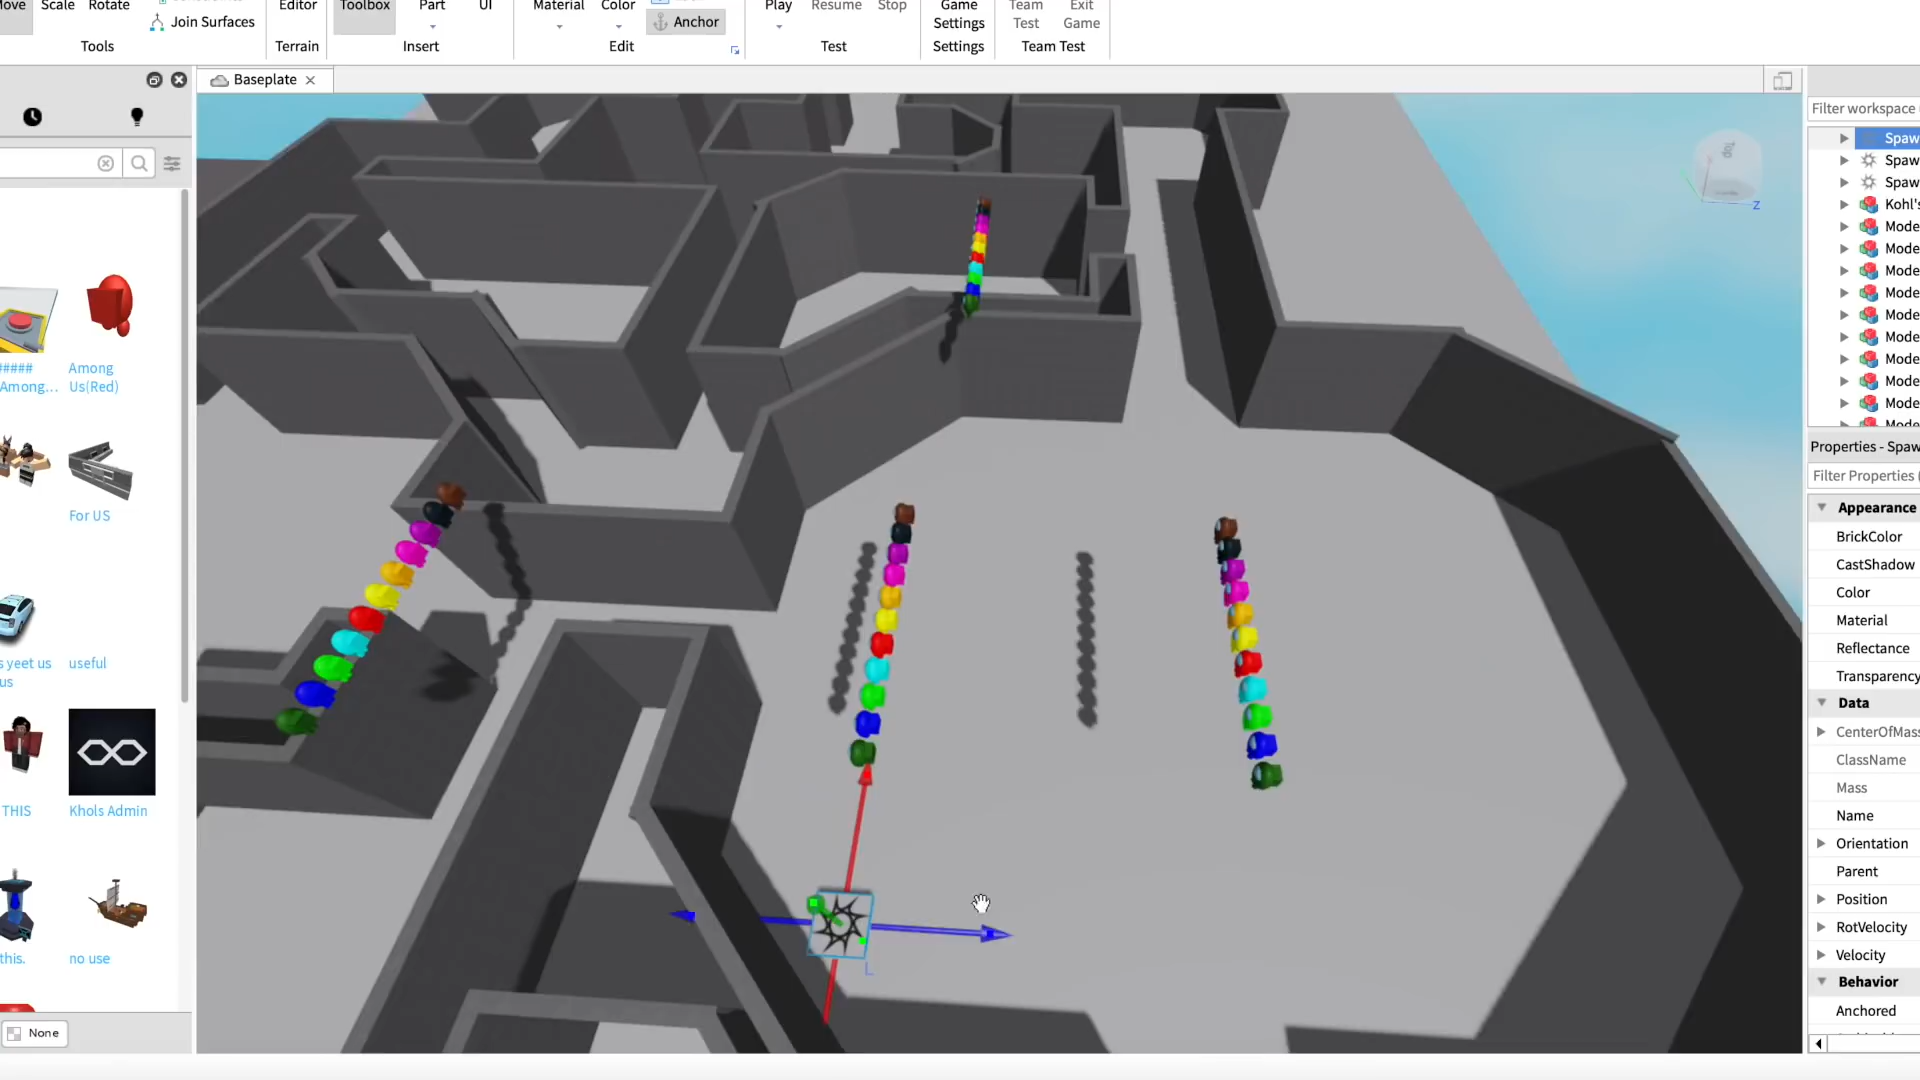 Move Scale Rotate
Join Surfaces
Tools
Editor
Terrain
Toolbox Part UI
Insert
Material Color
Anchor
Edit
Play Resume Stop
Test
Game
Settings
Settings
Team
Test
Exit
Game
Team Test
Baseplate
#####
Among...
Among
Us(Red)
For US
s yeet us
us
useful
THIS
Khols Admin
this.
no use
None
Top
Z
L
Filter workspace (
Spaw
Spaw
Spaw
Kohl's
Mode
Mode
Mode
Mode
Mode
Mode
Mode
Mode
Mode
Properties - Spaw
Filter Properties (
Appearance
BrickColor
CastShadow
Color
Material
Reflectance
Transparency
Data
CenterOfMass
ClassName
Mass
Name
Orientation
Parent
Position
RotVelocity
Velocity
Behavior
Anchored